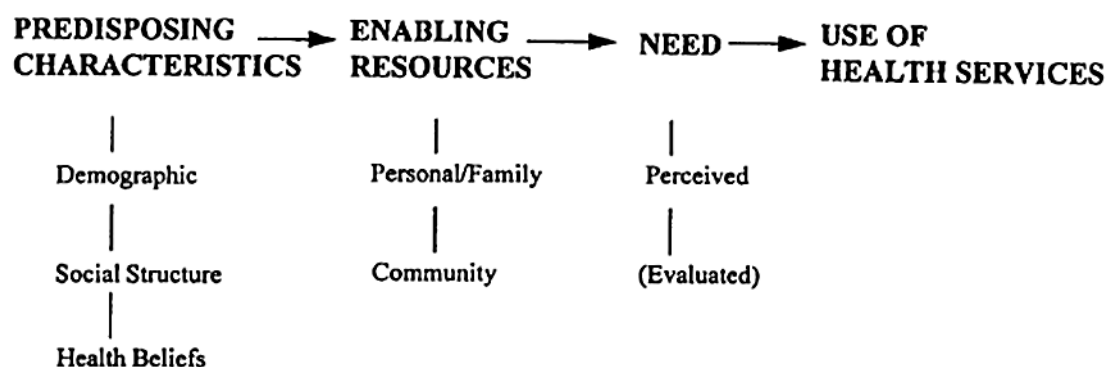 PREDISPOSING
CHARACTERISTICS
ENABLING
RESOURCES
NEED
USE OF
HEALTH SERVICES
Demographic
Personal/Family
Perceived
Social Structure
Community
(Evaluated)
Health Beliefs